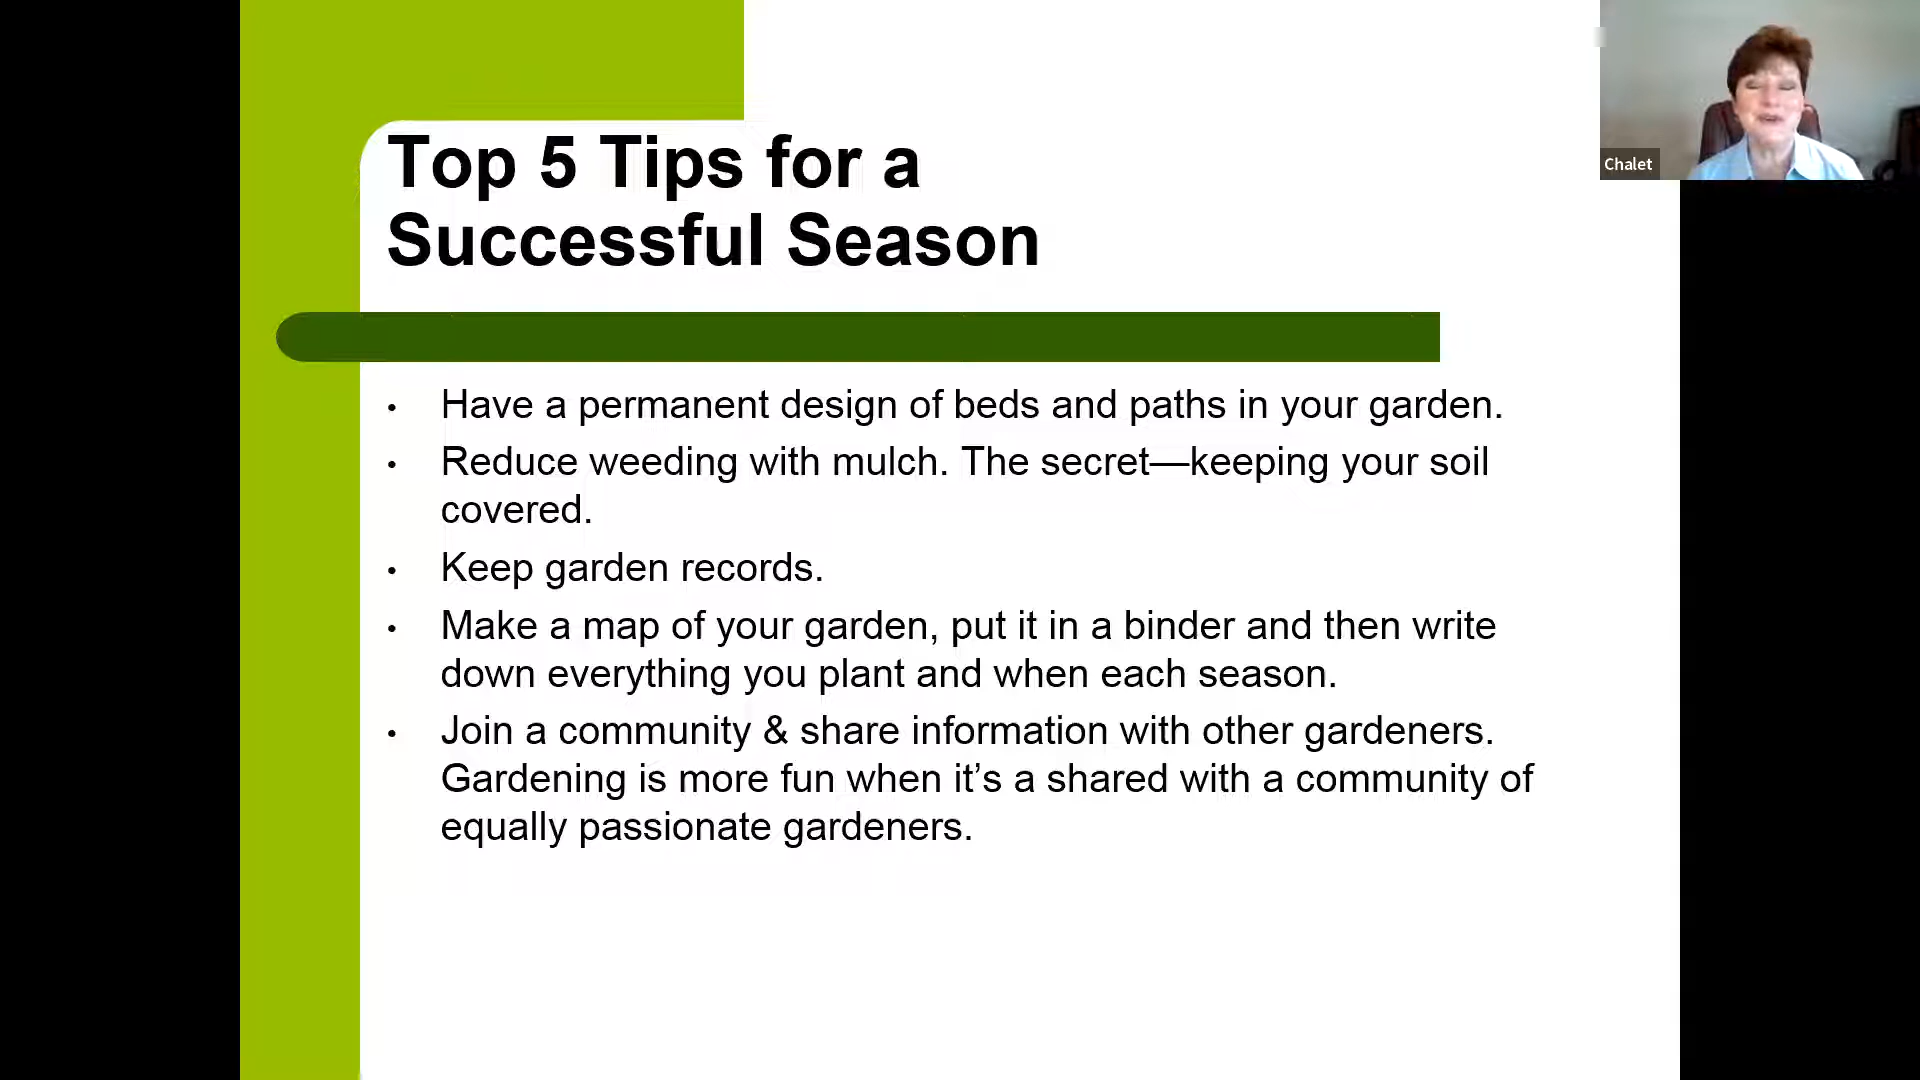 Top 5 Tips for a
Successful Season
• Have a permanent design of beds and paths in your garden.
• Reduce weeding with mulch. The secret—keeping your soil
covered.
• Keep garden records.
• Make a map of your garden, put it in a binder and then write
down everything you plant and when each season.
• Join a community & share information with other gardeners.
Gardening is more fun when it’s a shared with a community of
equally passionate gardeners.
Chalet